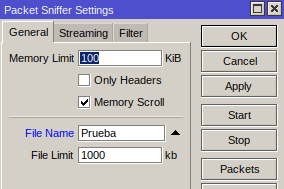 Packet Sniffer Settings
General Streaming Filter
OK
Memory Limit 100 KiB
Cancel
Only Headers
Apply
Memory Scroll
Start
File Name Prueba
Stop
File Limit 1000 kb
Packets